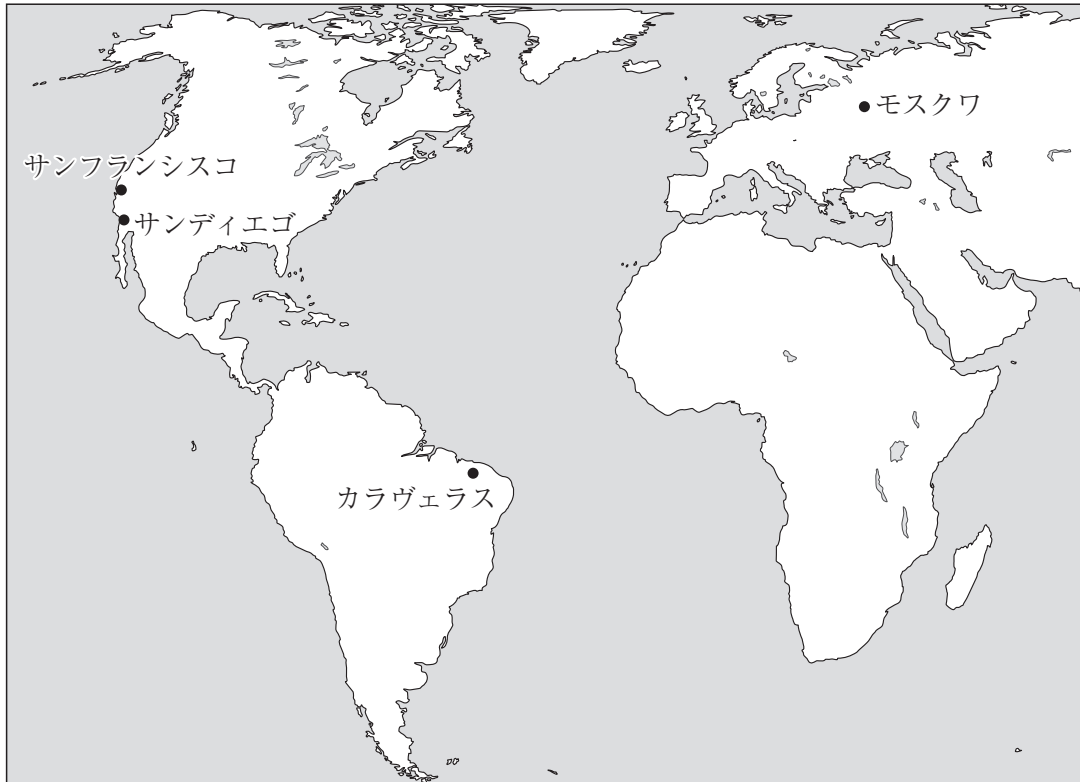 モスクワ
サンフランシスコ
サンディエゴ
カラヴェラス